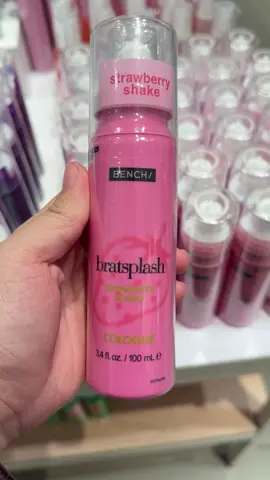 strawberry
shake
BENCH/
bratsplash
COLOGNE
3.4 fl. oz. / 100 mL e